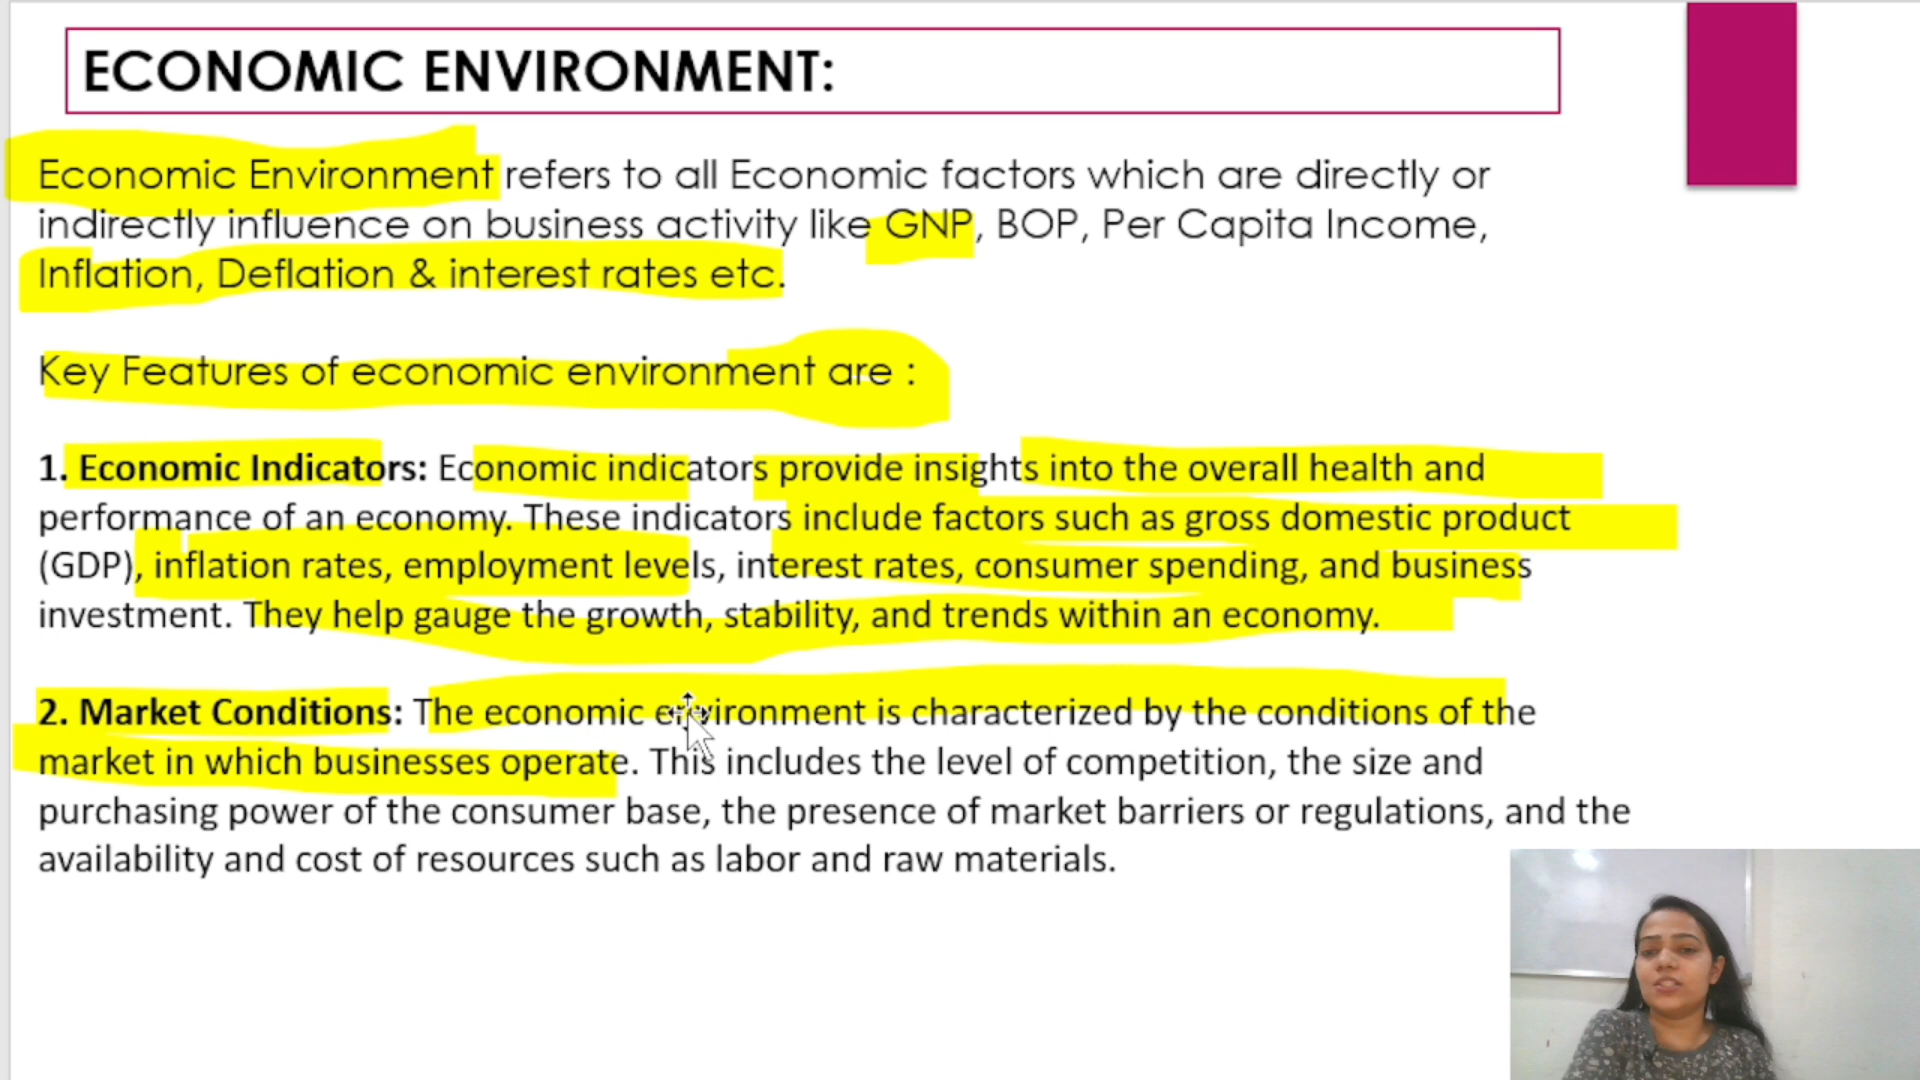 ECONOMIC ENVIRONMENT:
Economic Environment refers to all Economic factors which are directly or
indirectly influence on business activity like GNP, BOP, Per Capita Income,
Inflation, Deflation & interest rates etc.
Key Features of economic environment are :
1. Economic Indicators: Economic indicators provide insights into the overall health and
performance of an economy. These indicators include factors such as gross domestic product
(GDP), inflation rates, employment levels, interest rates, consumer spending, and business
investment. They help gauge the growth, stability, and trends within an economy.
2. Market Conditions: The economic environment is characterized by the conditions of the
market in which businesses operate. This includes the level of competition, the size and
purchasing power of the consumer base, the presence of market barriers or regulations, and the
availability and cost of resources such as labor and raw materials.